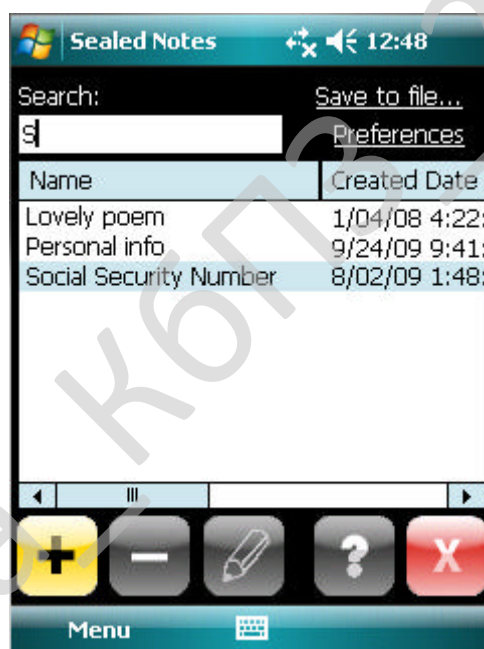 Sealed Notes 12:48
Search: Save to file...
S Preferences
Name Created Date
Lovely poem 1/04/08 4:22:
Personal info 9/24/09 9:41:
Social Security Number 8/02/09 1:48:
+ − ? X
Menu